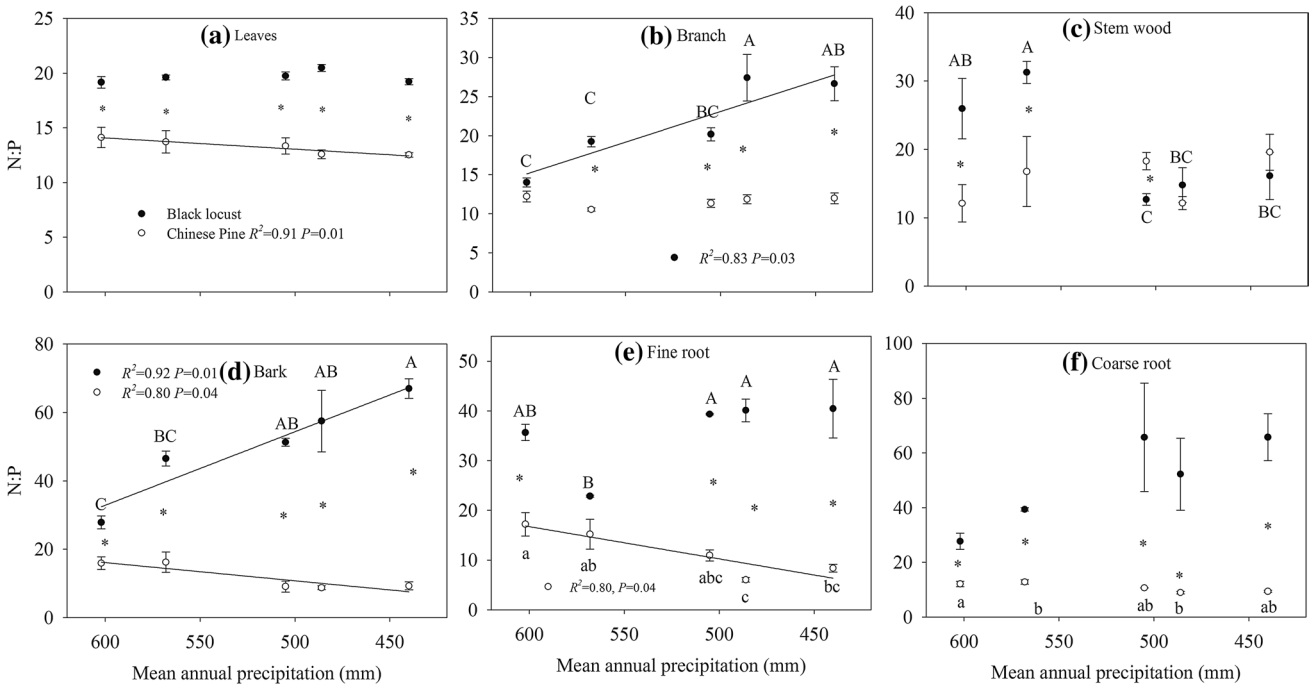 (a) Leaves
25
20
15
10
5
0
N:P
* * * * *
Black locust
Chinese Pine R²=0.91 P=0.01
(b) Branch
35
30
25
20
15
10
5
0
600 550 500 450
C C BC A AB
* * * *
R²=0.83 P=0.03
(c) Stem wood
40
30
20
10
0
AB A C BC BC
* * *
(d) Bark
80
60
40
20
0
N:P
R²=0.92 P=0.01
R²=0.80 P=0.04
C BC AB AB A
* * * * *
600 550 500 450
Mean annual precipitation (mm)
(e) Fine root
50
40
30
20
10
0
AB B A A A
* * * * *
a ab abc c bc
R²=0.80, P=0.04
600 550 500 450
Mean annual precipitation (mm)
(f) Coarse root
100
80
60
40
20
0
* * * * *
a b ab b ab
600 550 500 450
Mean annual precipitation (mm)